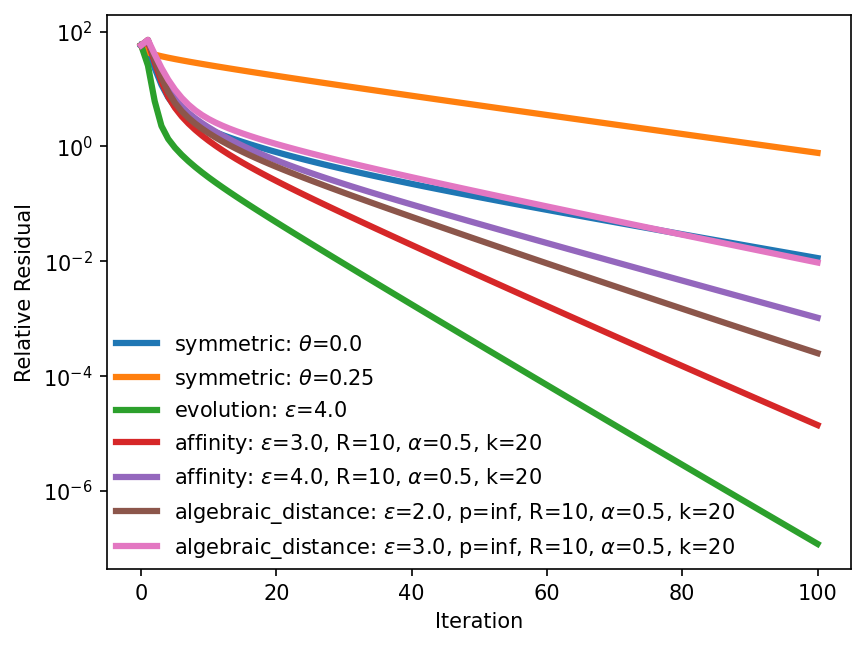 10²
10⁰
10⁻²
10⁻⁴
10⁻⁶
Relative Residual
symmetric: θ=0.0
symmetric: θ=0.25
evolution: ε=4.0
affinity: ε=3.0, R=10, α=0.5, k=20
affinity: ε=4.0, R=10, α=0.5, k=20
algebraic_distance: ε=2.0, p=inf, R=10, α=0.5, k=20
algebraic_distance: ε=3.0, p=inf, R=10, α=0.5, k=20
0 20 40 60 80 100
Iteration